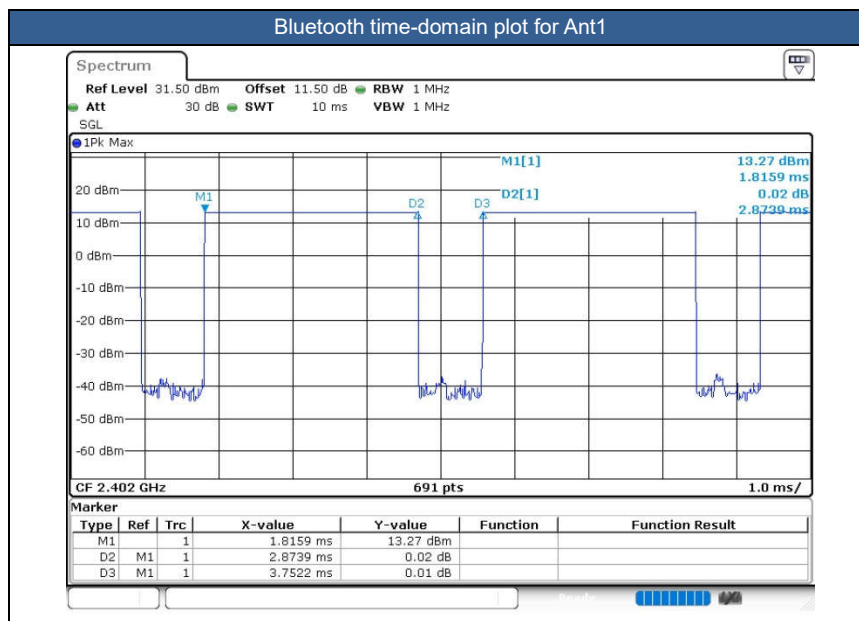 Bluetooth time-domain plot for Ant1
Spectrum
Ref Level 31.50 dBm Offset 11.50 dB RBW 1 MHz
Att 30 dB SWT 10 ms VBW 1 MHz
SGL
1Pk Max
M1[1] 13.27 dBm
1.8159 ms
20 dBm D2[1] 0.02 dB
M1 D2 D3 2.8739 ms
10 dBm
0 dBm
-10 dBm
-20 dBm
-30 dBm
-40 dBm
-50 dBm
-60 dBm
CF 2.402 GHz 691 pts 1.0 ms/
Marker
Type Ref Trc X-value Y-value Function Function Result
M1 1 1.8159 ms 13.27 dBm
D2 M1 1 2.8739 ms 0.02 dB
D3 M1 1 3.7522 ms 0.01 dB